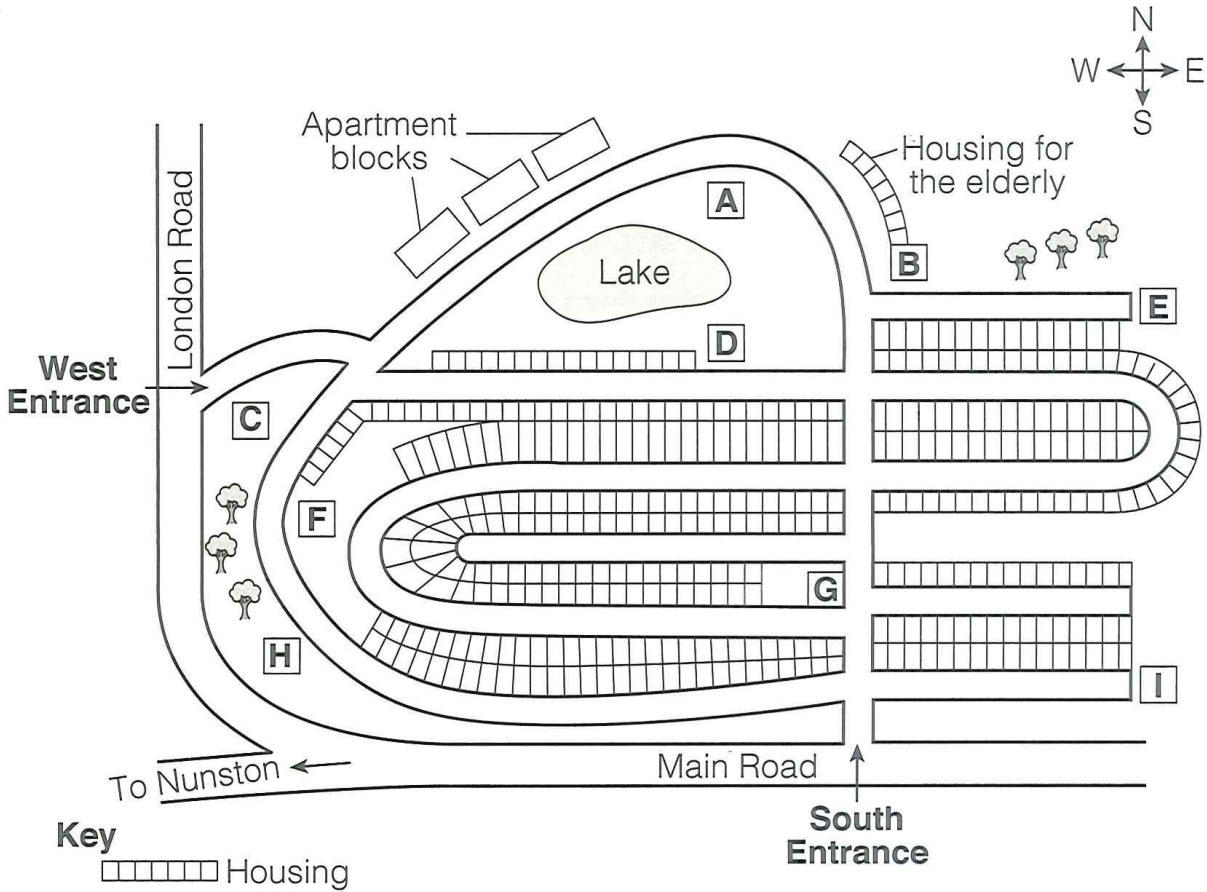 N
W E
S
Apartment
blocks
Housing for
the elderly
London Road
A
Lake
B
E
D
West
Entrance
C
F
G
H
I
To Nunston
Main Road
South
Entrance
Key
Housing